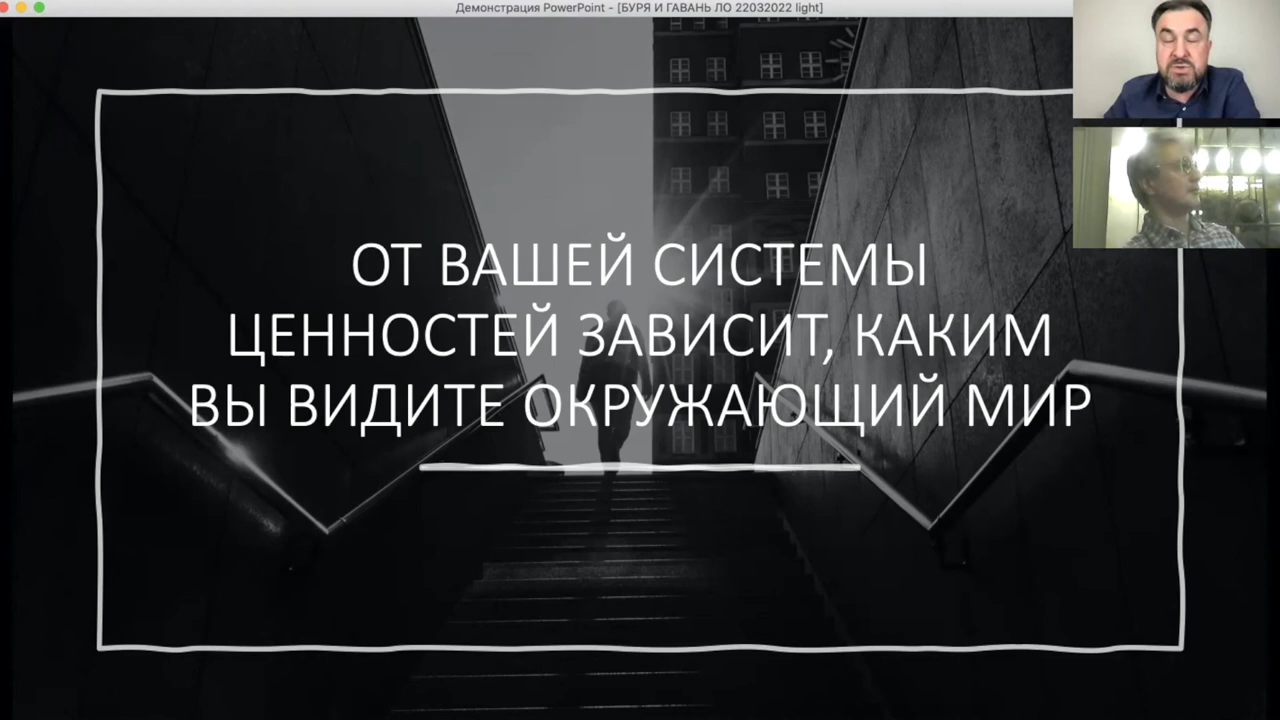 Демонстрация PowerPoint - [БУРЯ И ГАВАНЬ ЛО 22032022 light]
ОТ ВАШЕЙ СИСТЕМЫ
ЦЕННОСТЕЙ ЗАВИСИТ, КАКИМ
ВЫ ВИДИТЕ ОКРУЖАЮЩИЙ МИР